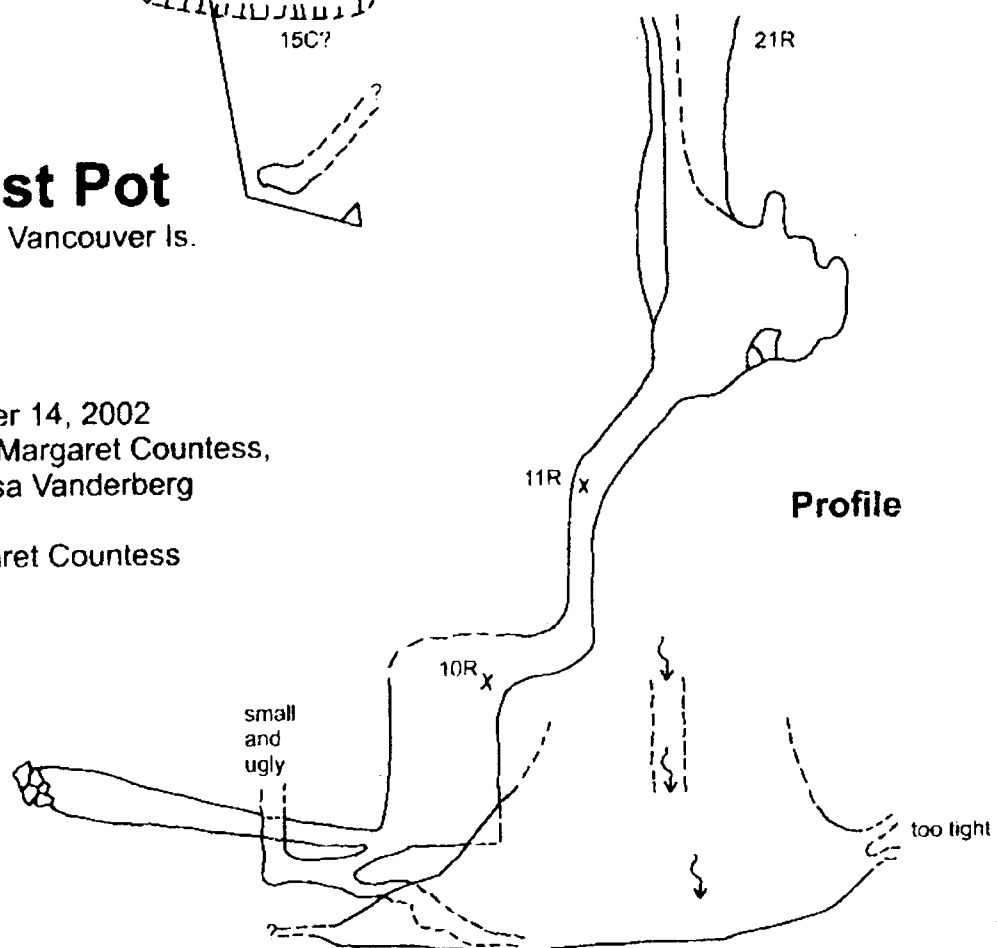 15C?
21R
?
st Pot
Vancouver Is.
er 14, 2002
Margaret Countess,
sa Vanderberg
aret Countess
11R
x
Profile
10R
x
small
and
ugly
too tight
?